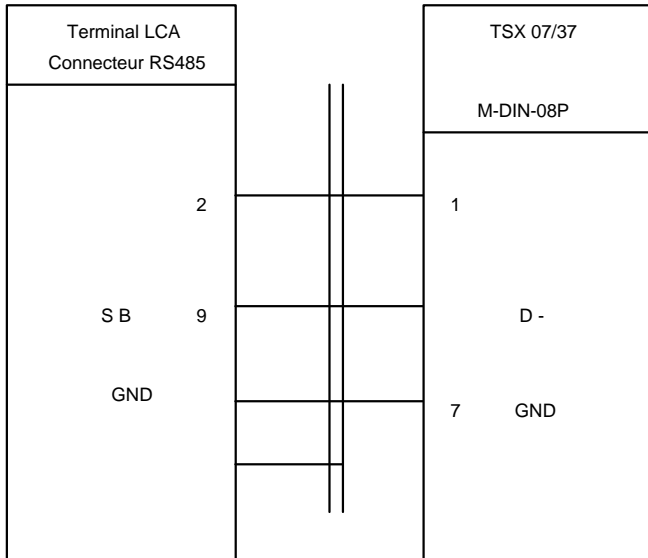 Terminal LCA
Connecteur RS485
TSX 07/37
M-DIN-08P
2 1
S B 9 D -
GND
7 GND